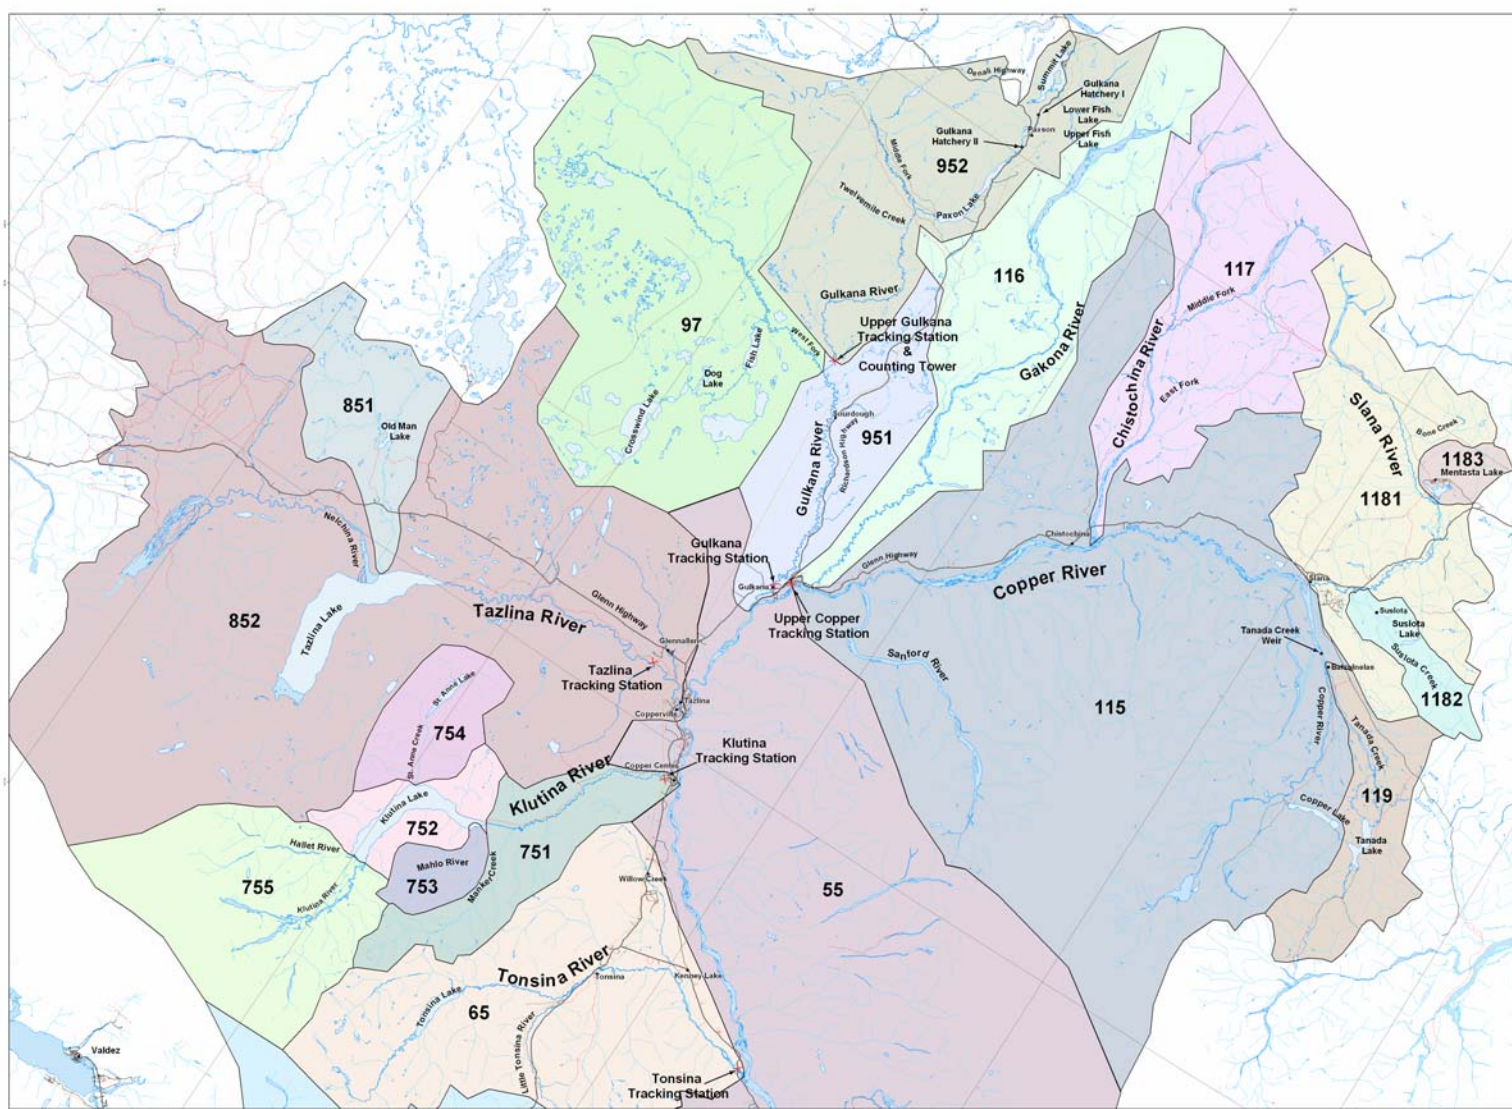 Denali Highway
Summit Lake
Gulkana
Hatchery I
Lower Fish
Lake
Paxson
Upper Fish
Lake
Gulkana
Hatchery II
952
Middle Fork
Twelvemile Creek
Paxon Lake
116
117
Middle Fork
Gulkana River
97
West Fork
Upper Gulkana
Tracking Station
&
Counting Tower
Fish Lake
Dog
Lake
Crosswind Lake
Gakona River
Chistochina River
East Fork
Slana River
Bone Creek
1183
Mentasta Lake
1181
851
Old Man
Lake
Sourdough
951
Richardson Highway
Gulkana River
Nelchina River
Gulkana
Tracking Station
Gulkana
Glenn Highway
Chistochina
Copper River
Slana
Upper Copper
Tracking Station
852
Tazlina Lake
Tazlina River
Glenn Highway
Glennallen
Tazlina
Tracking Station
Sanford River
Suslota
Suslota
Lake
Suslota Creek
1182
Tanada Creek
Weir
Batzulnetas
Copper River
Tanada Creek
115
St. Anne Lake
St. Anne Creek
754
Tazlina
Copperville
Klutina
Tracking Station
Copper Center
Klutina River
Klutina Lake
752
Copper Lake
119
Tanada
Lake
Hallet River
755
Klutina River
Mahlo River
753
Manker Creek
751
Willow Creek
55
Tonsina River
Tonsina
Kenney Lake
Tonsina Lake
65
Little Tonsina River
Valdez
Tonsina
Tracking Station